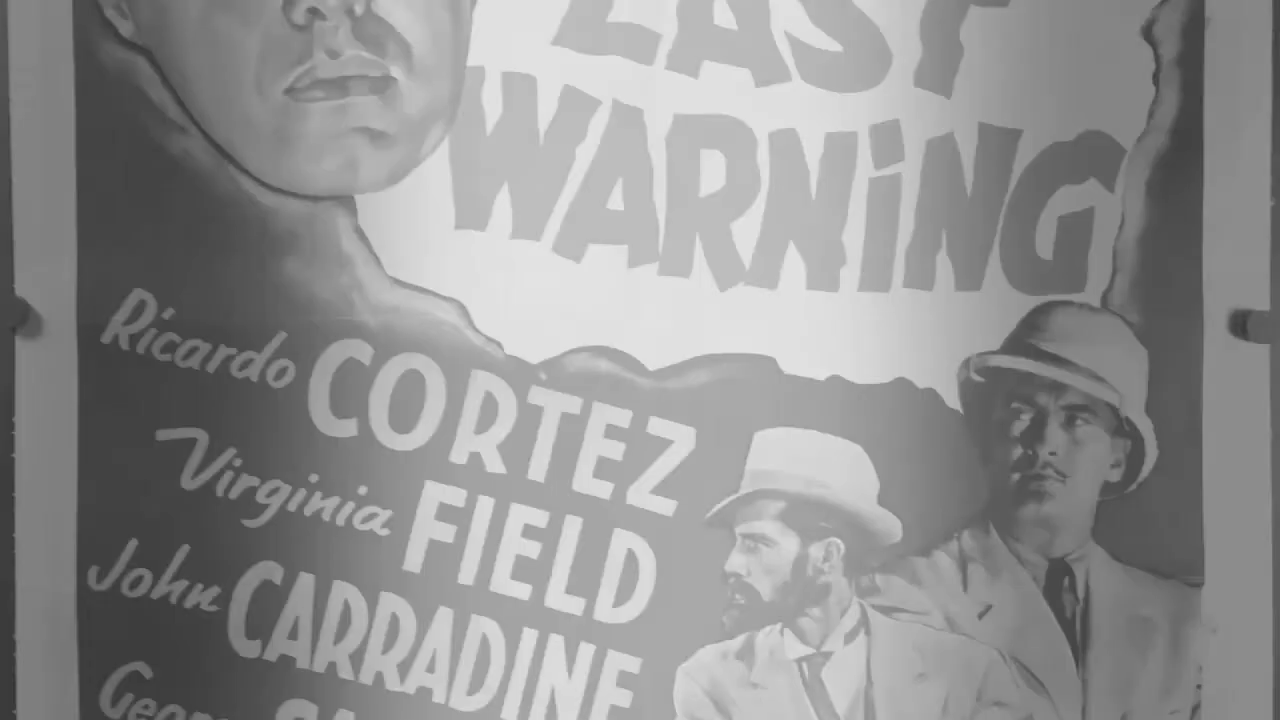 LAST
WARNiNG
Ricardo CORTEZ
Virginia FIELD
John CARRADINE